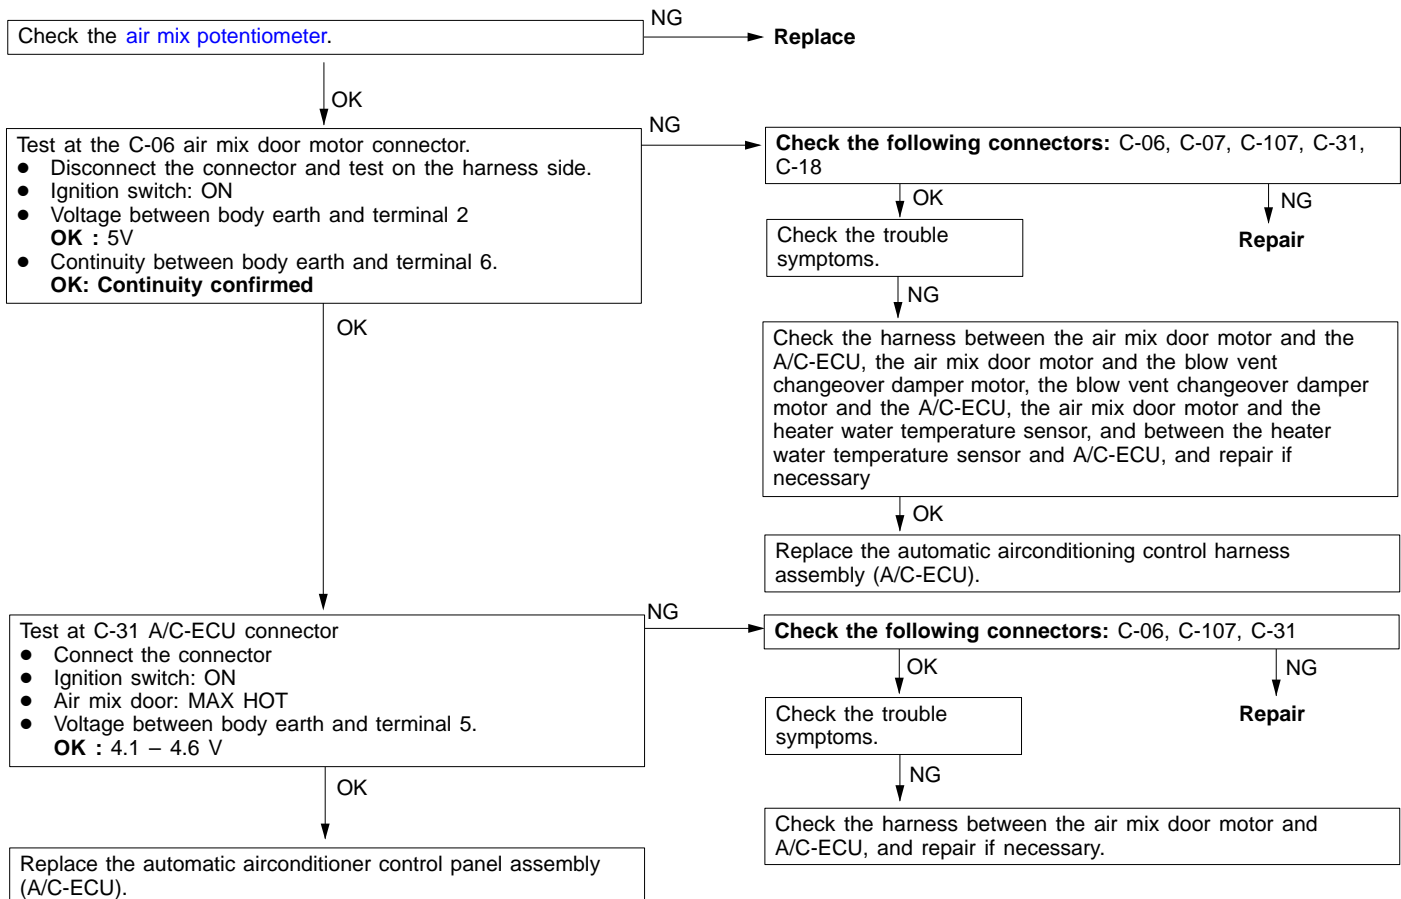 Check the air mix potentiometer.
NG
Replace
OK
Test at the C-06 air mix door motor connector.
● Disconnect the connector and test on the harness side.
● Ignition switch: ON
● Voltage between body earth and terminal 2
OK : 5V
● Continuity between body earth and terminal 6.
OK: Continuity confirmed
NG
Check the following connectors: C-06, C-07, C-107, C-31,
C-18
OK
NG
Check the trouble
symptoms.
Repair
NG
Check the harness between the air mix door motor and the
A/C-ECU, the air mix door motor and the blow vent
changeover damper motor, the blow vent changeover damper
motor and the A/C-ECU, the air mix door motor and the
heater water temperature sensor, and between the heater
water temperature sensor and A/C-ECU, and repair if
necessary
OK
Replace the automatic airconditioning control harness
assembly (A/C-ECU).
OK
Test at C-31 A/C-ECU connector
● Connect the connector
● Ignition switch: ON
● Air mix door: MAX HOT
● Voltage between body earth and terminal 5.
OK : 4.1 – 4.6 V
NG
Check the following connectors: C-06, C-107, C-31
OK
NG
Check the trouble
symptoms.
Repair
NG
Check the harness between the air mix door motor and
A/C-ECU, and repair if necessary.
OK
Replace the automatic airconditioner control panel assembly
(A/C-ECU).